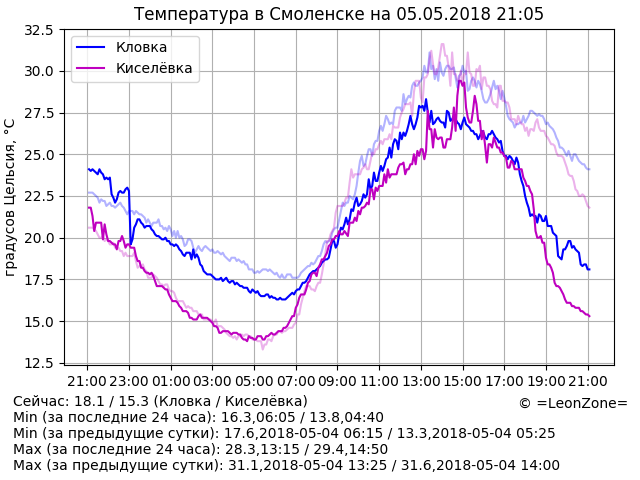 Температура в Смоленске на 05.05.2018 21:05
Кловка
Киселёвка
градусов Цельсия, °C
32.5
30.0
27.5
25.0
22.5
20.0
17.5
15.0
12.5
21:00 23:00 01:00 03:00 05:00 07:00 09:00 11:00 13:00 15:00 17:00 19:00 21:00
Сейчас: 18.1 / 15.3 (Кловка / Киселёвка)
© =LeonZone=
Min (за последние 24 часа): 16.3,06:05 / 13.8,04:40
Min (за предыдущие сутки): 17.6,2018-05-04 06:15 / 13.3,2018-05-04 05:25
Max (за последние 24 часа): 28.3,13:15 / 29.4,14:50
Max (за предыдущие сутки): 31.1,2018-05-04 13:25 / 31.6,2018-05-04 14:00